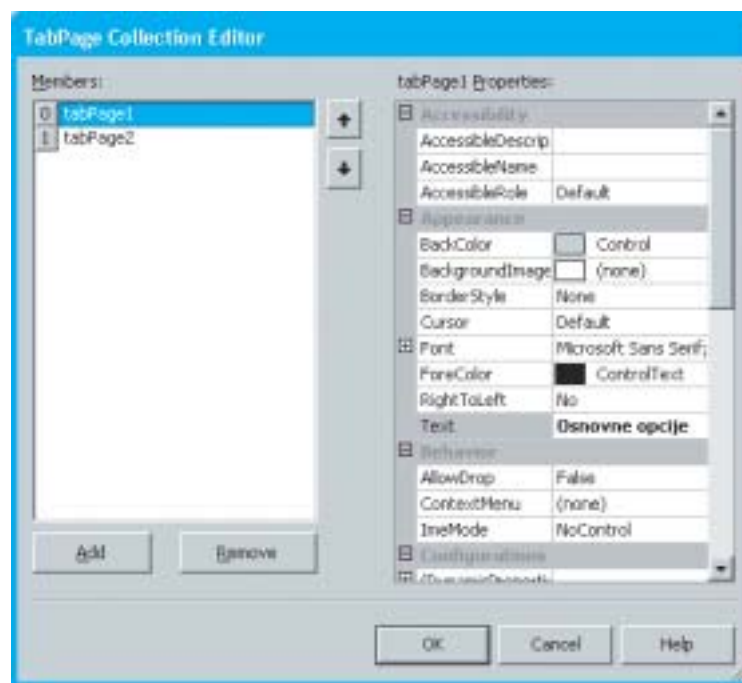 TabPage Collection Editor
Members:
tabPage1 Properties:
0 tabPage1
1 tabPage2
Accessibility
AccessibleDescrip
AccessibleName
AccessibleRole Default
Appearance
BackColor Control
BackgroundImage (none)
BorderStyle None
Cursor Default
Font Microsoft Sans Serif;
ForeColor ControlText
RightToLeft No
Text Osnovne opcije
Behavior
AllowDrop False
ContextMenu (none)
ImeMode NoControl
Configurations
Add Remove
OK Cancel Help